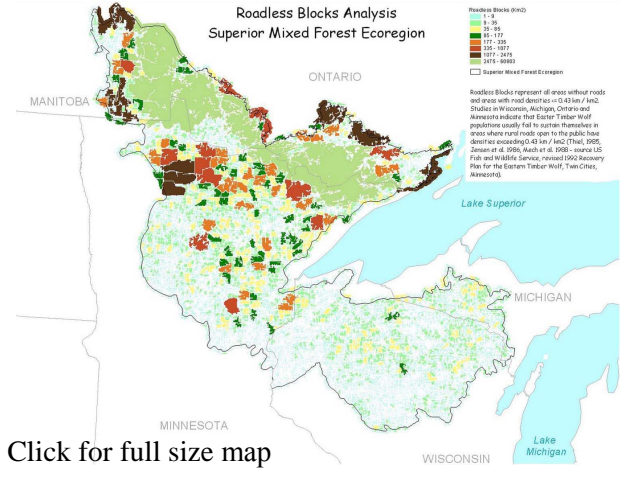 Roadless Blocks Analysis
Superior Mixed Forest Ecoregion
Roadless Blocks (Km2)
1 - 9
9 - 35
35 - 85
85 - 177
177 - 335
335 - 1077
1077 - 2475
2475 - 60803
Superior Mixed Forest Ecoregion
Roadless Blocks represent all areas without roads
and areas with road densities <= 0.43 km / km2.
Studies in Wisconsin, Michigan, Ontario and
Minnesota indicate that Easter Timber Wolf
populations usually fail to sustain themselves in
areas where rural roads open to the public have
densities exceeding 0.43 km / km2 (Thiel, 1985,
Jensen et al. 1986, Mech et al. 1988 - source US
Fish and Wildlife Service, revised 1992 Recovery
Plan for the Eastern Timber Wolf, Twin Cities,
Minnesota).
ONTARIO
MANITOBA
Lake Superior
MICHIGAN
MINNESOTA
WISCONSIN
Lake
Michigan
Click for full size map